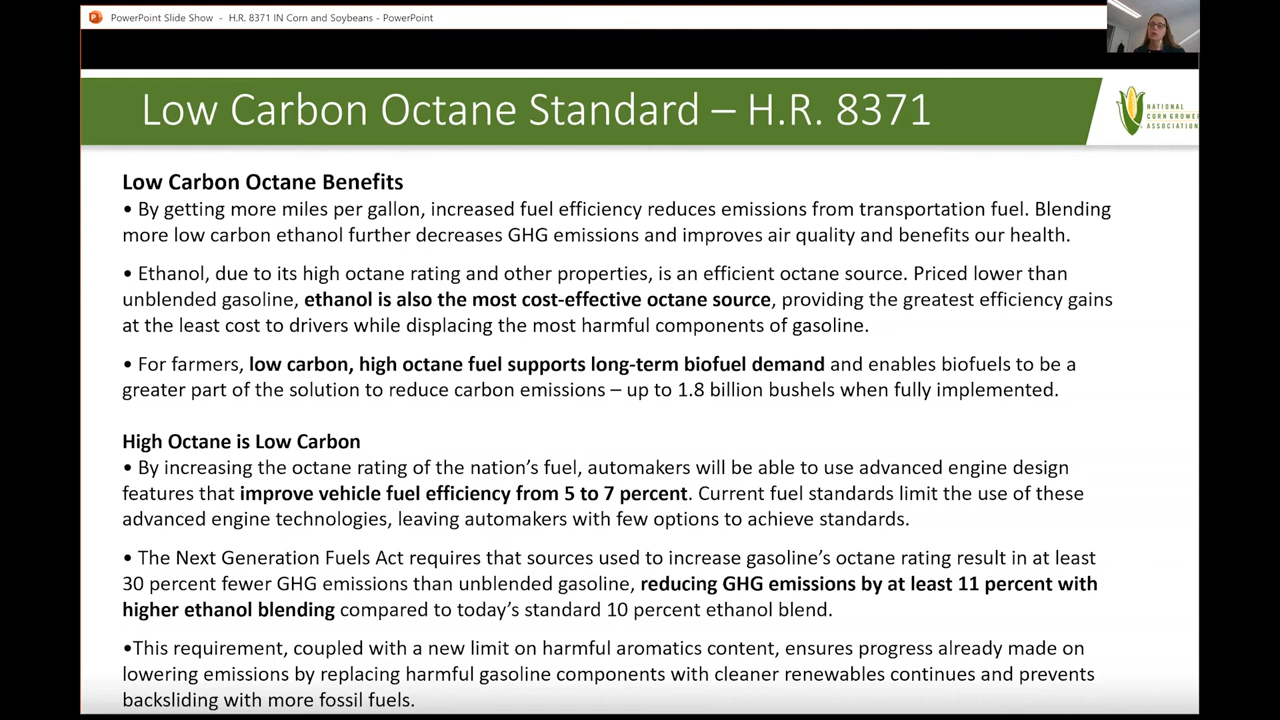 PowerPoint Slide Show - H.R. 8371 IN Corn and Soybeans - PowerPoint
Low Carbon Octane Standard – H.R. 8371
NATIONAL
CORN GROWER
ASSOCIATION
Low Carbon Octane Benefits
• By getting more miles per gallon, increased fuel efficiency reduces emissions from transportation fuel. Blending
more low carbon ethanol further decreases GHG emissions and improves air quality and benefits our health.
• Ethanol, due to its high octane rating and other properties, is an efficient octane source. Priced lower than
unblended gasoline, ethanol is also the most cost-effective octane source, providing the greatest efficiency gains
at the least cost to drivers while displacing the most harmful components of gasoline.
• For farmers, low carbon, high octane fuel supports long-term biofuel demand and enables biofuels to be a
greater part of the solution to reduce carbon emissions – up to 1.8 billion bushels when fully implemented.
High Octane is Low Carbon
• By increasing the octane rating of the nation's fuel, automakers will be able to use advanced engine design
features that improve vehicle fuel efficiency from 5 to 7 percent. Current fuel standards limit the use of these
advanced engine technologies, leaving automakers with few options to achieve standards.
• The Next Generation Fuels Act requires that sources used to increase gasoline's octane rating result in at least
30 percent fewer GHG emissions than unblended gasoline, reducing GHG emissions by at least 11 percent with
higher ethanol blending compared to today's standard 10 percent ethanol blend.
•This requirement, coupled with a new limit on harmful aromatics content, ensures progress already made on
lowering emissions by replacing harmful gasoline components with cleaner renewables continues and prevents
backsliding with more fossil fuels.